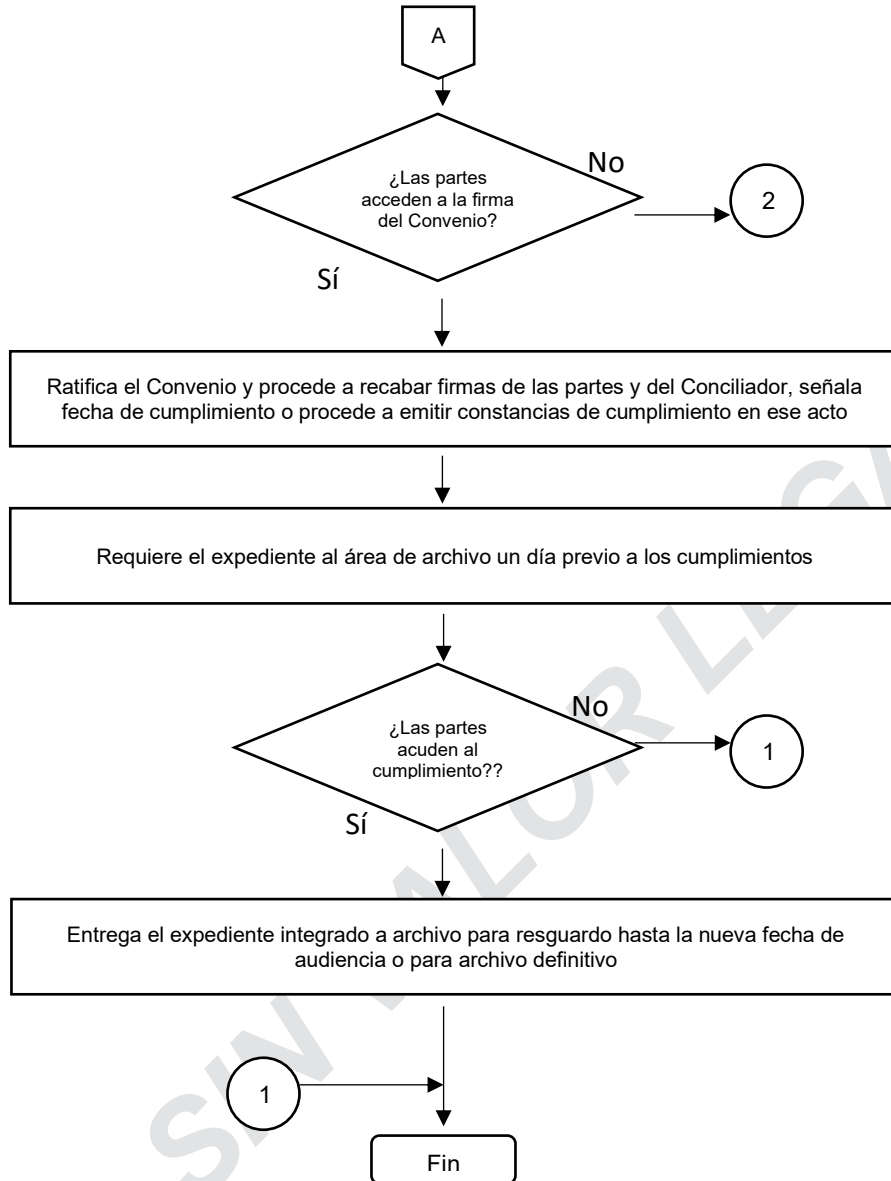 A
¿Las partes
acceden a la firma
del Convenio?
No
2
Sí
Ratifica el Convenio y procede a recabar firmas de las partes y del Conciliador, señala
fecha de cumplimiento o procede a emitir constancias de cumplimiento en ese acto
Requiere el expediente al área de archivo un día previo a los cumplimientos
¿Las partes
acuden al
cumplimiento??
No
1
Sí
Entrega el expediente integrado a archivo para resguardo hasta la nueva fecha de
audiencia o para archivo definitivo
1
Fin
SIN VALOR LEGA